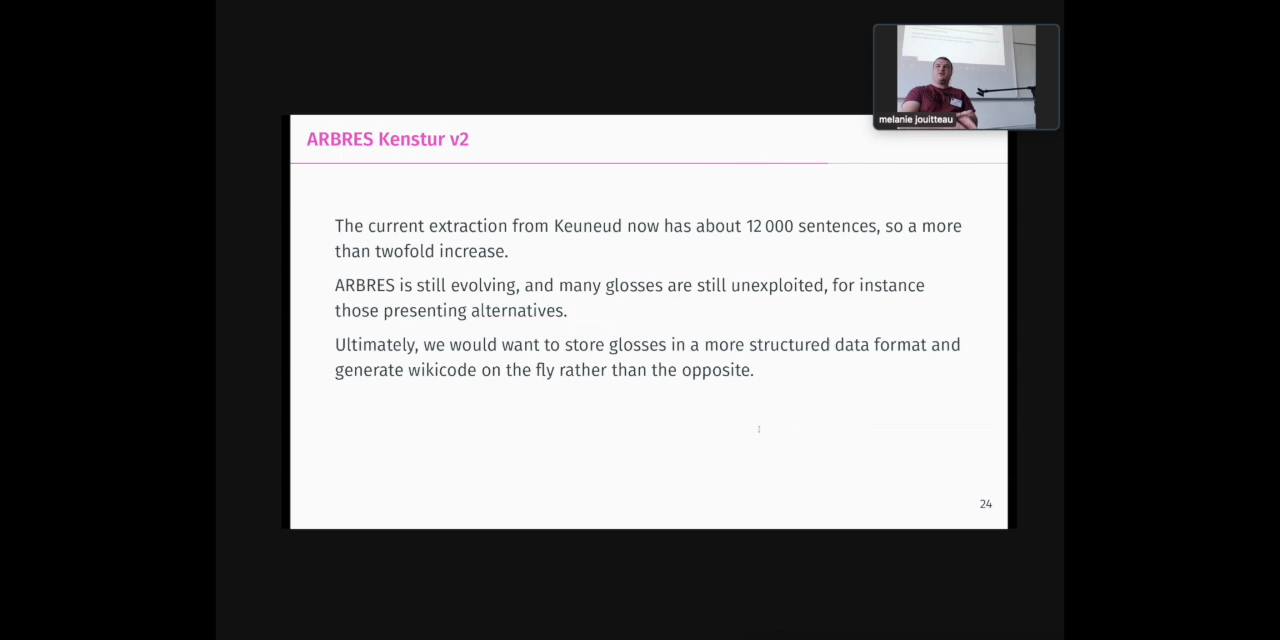 melanie jouitteau
ARBRES Kenstur v2
The current extraction from Keuneud now has about 12 000 sentences, so a more
than twofold increase.
ARBRES is still evolving, and many glosses are still unexploited, for instance
those presenting alternatives.
Ultimately, we would want to store glosses in a more structured data format and
generate wikicode on the fly rather than the opposite.
24